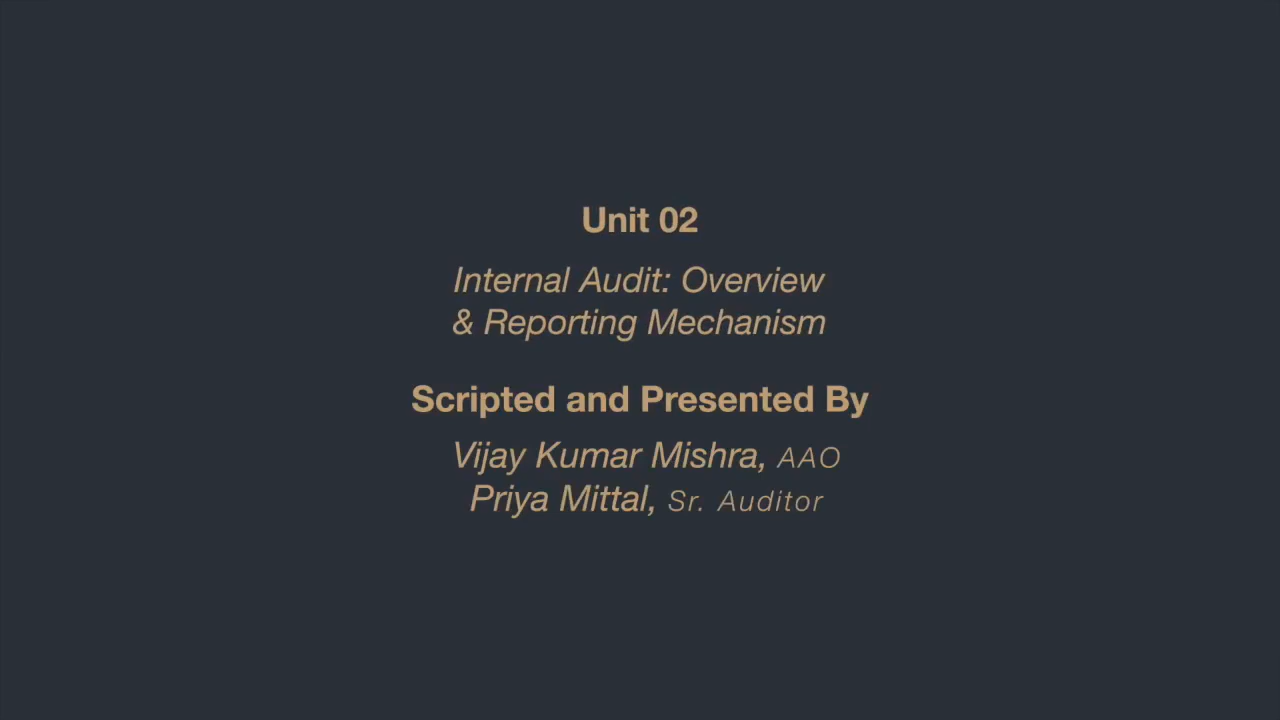 Unit 02
Internal Audit: Overview
& Reporting Mechanism
Scripted and Presented By
Vijay Kumar Mishra, AAO
Priya Mittal, Sr. Auditor